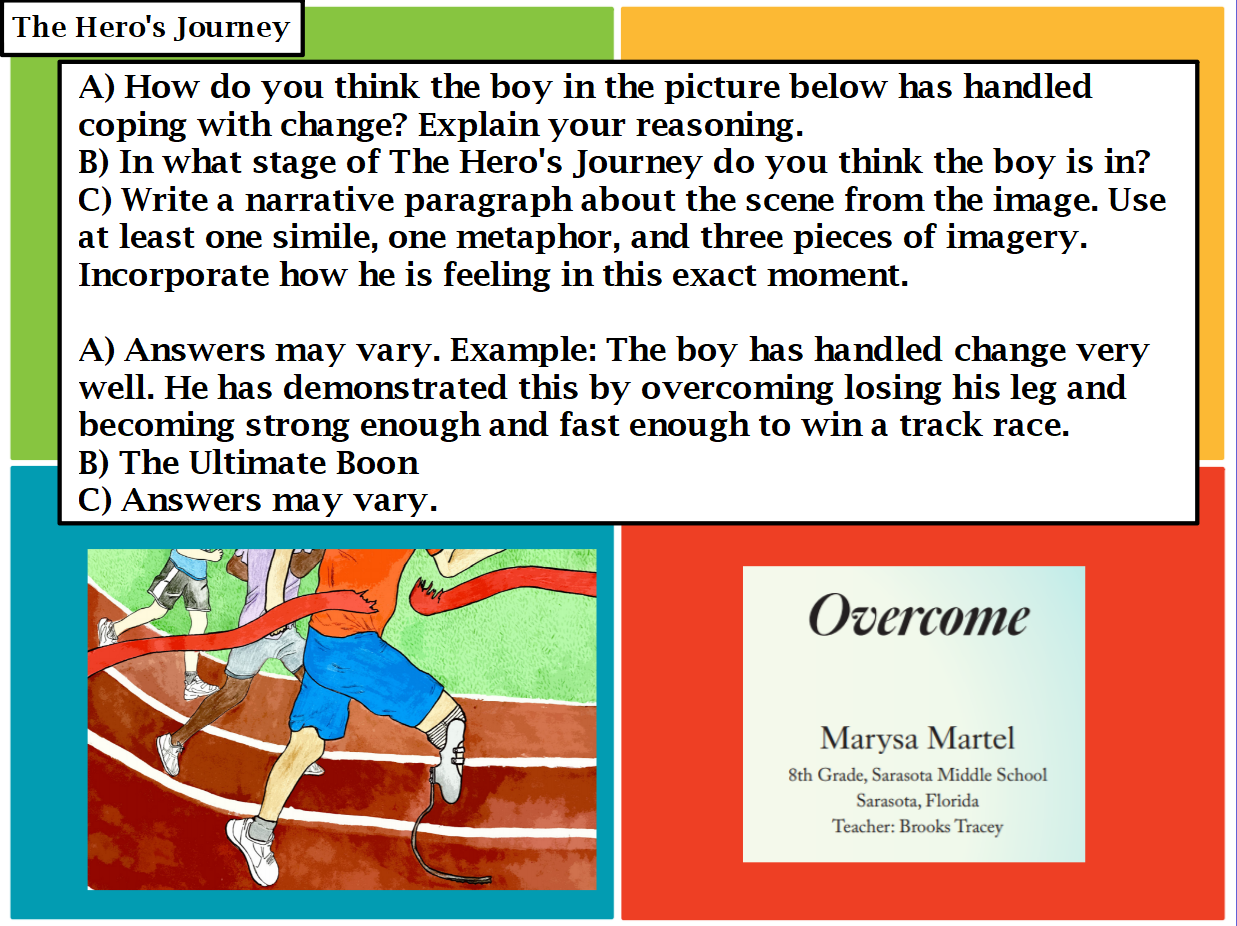 The Hero's Journey
A) How do you think the boy in the picture below has handled
coping with change? Explain your reasoning.
B) In what stage of The Hero's Journey do you think the boy is in?
C) Write a narrative paragraph about the scene from the image. Use
at least one simile, one metaphor, and three pieces of imagery.
Incorporate how he is feeling in this exact moment.
A) Answers may vary. Example: The boy has handled change very
well. He has demonstrated this by overcoming losing his leg and
becoming strong enough and fast enough to win a track race.
B) The Ultimate Boon
C) Answers may vary.
Overcome
Marysa Martel
8th Grade, Sarasota Middle School
Sarasota, Florida
Teacher: Brooks Tracey